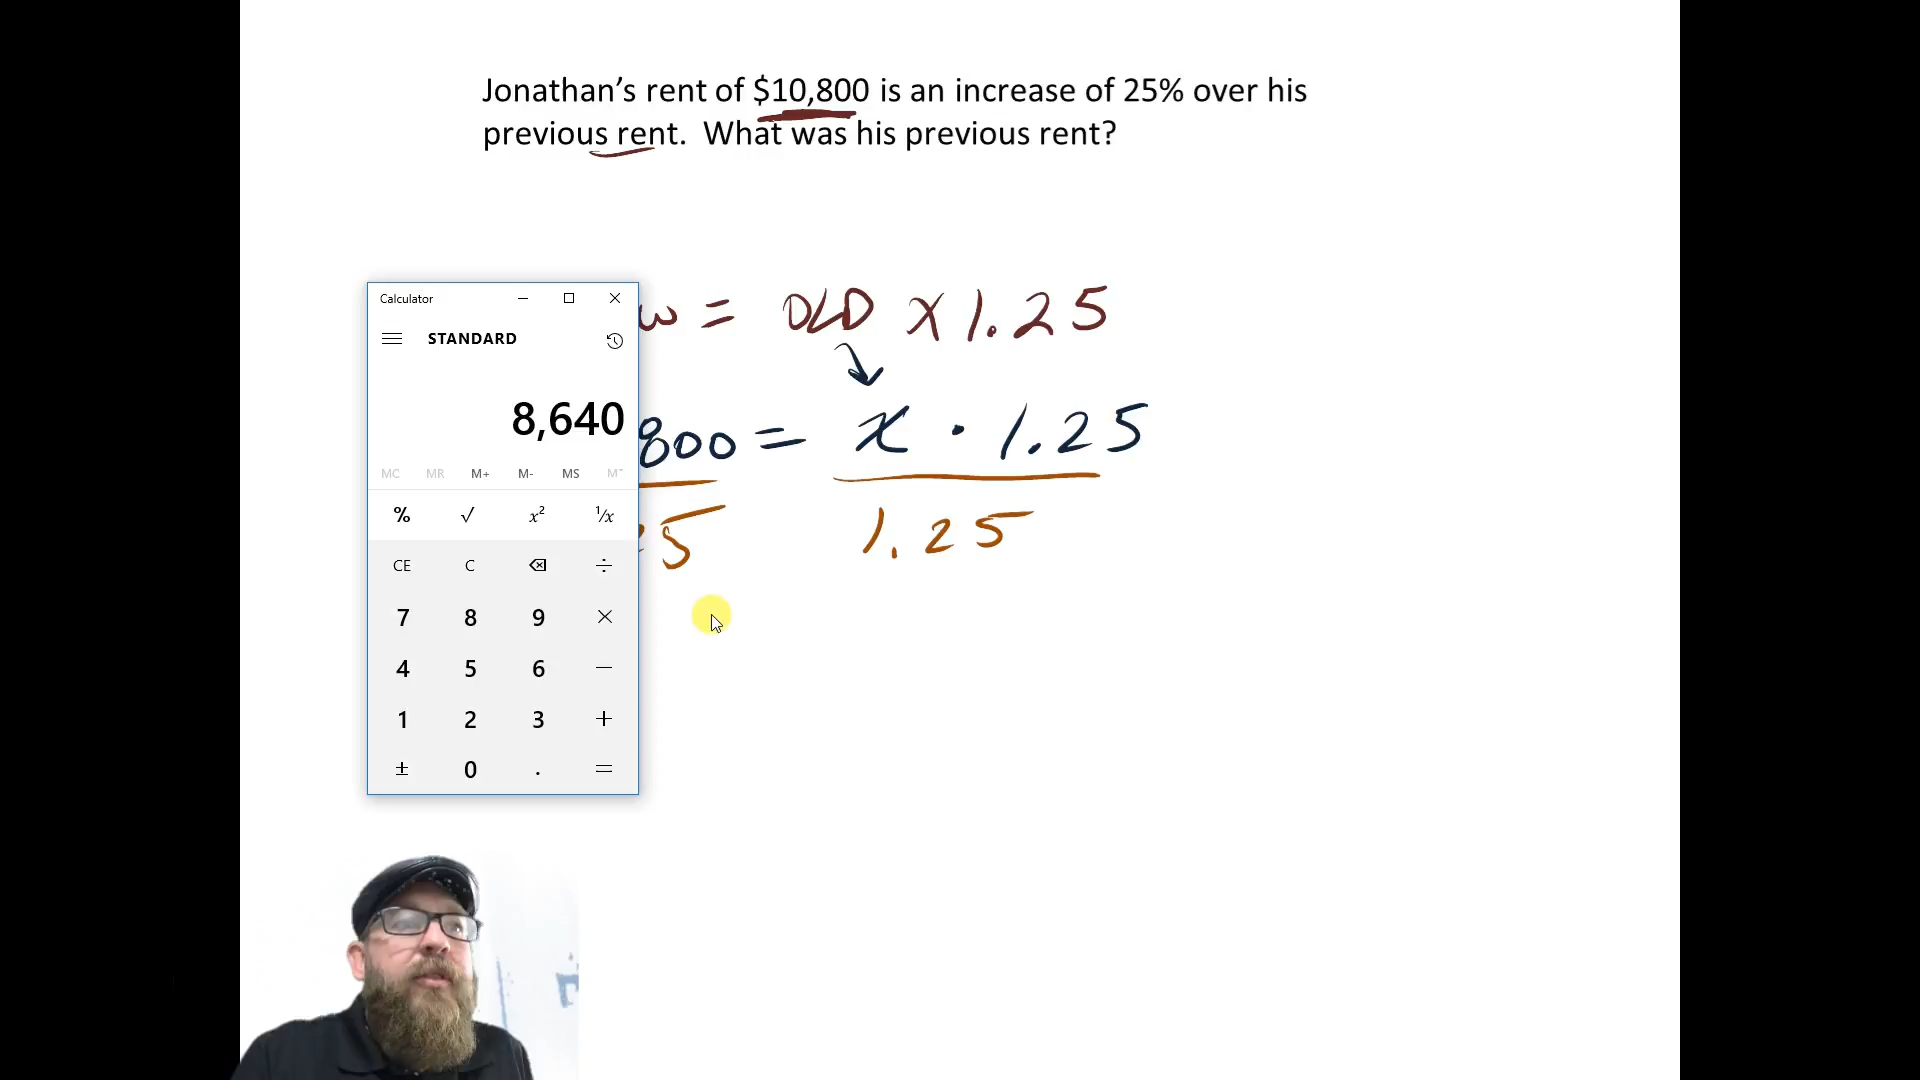 Jonathan’s rent of $10,800 is an increase of 25% over his
previous rent. What was his previous rent?
w = OLD x 1.25
800 = x · 1.25
5 1.25
Calculator
STANDARD
8,640
MC MR M+ M- MS M˅
% √ x² ¹/x
CE C ÷
7 8 9 ×
4 5 6 −
1 2 3 +
± 0 . =